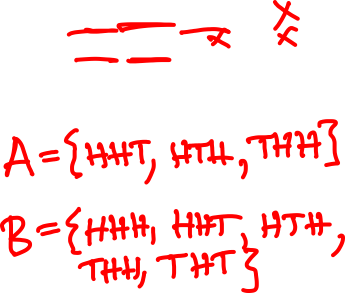 A={HHT, HTH, THH}
B={HHH, HHT, HTH,
THH, THT}